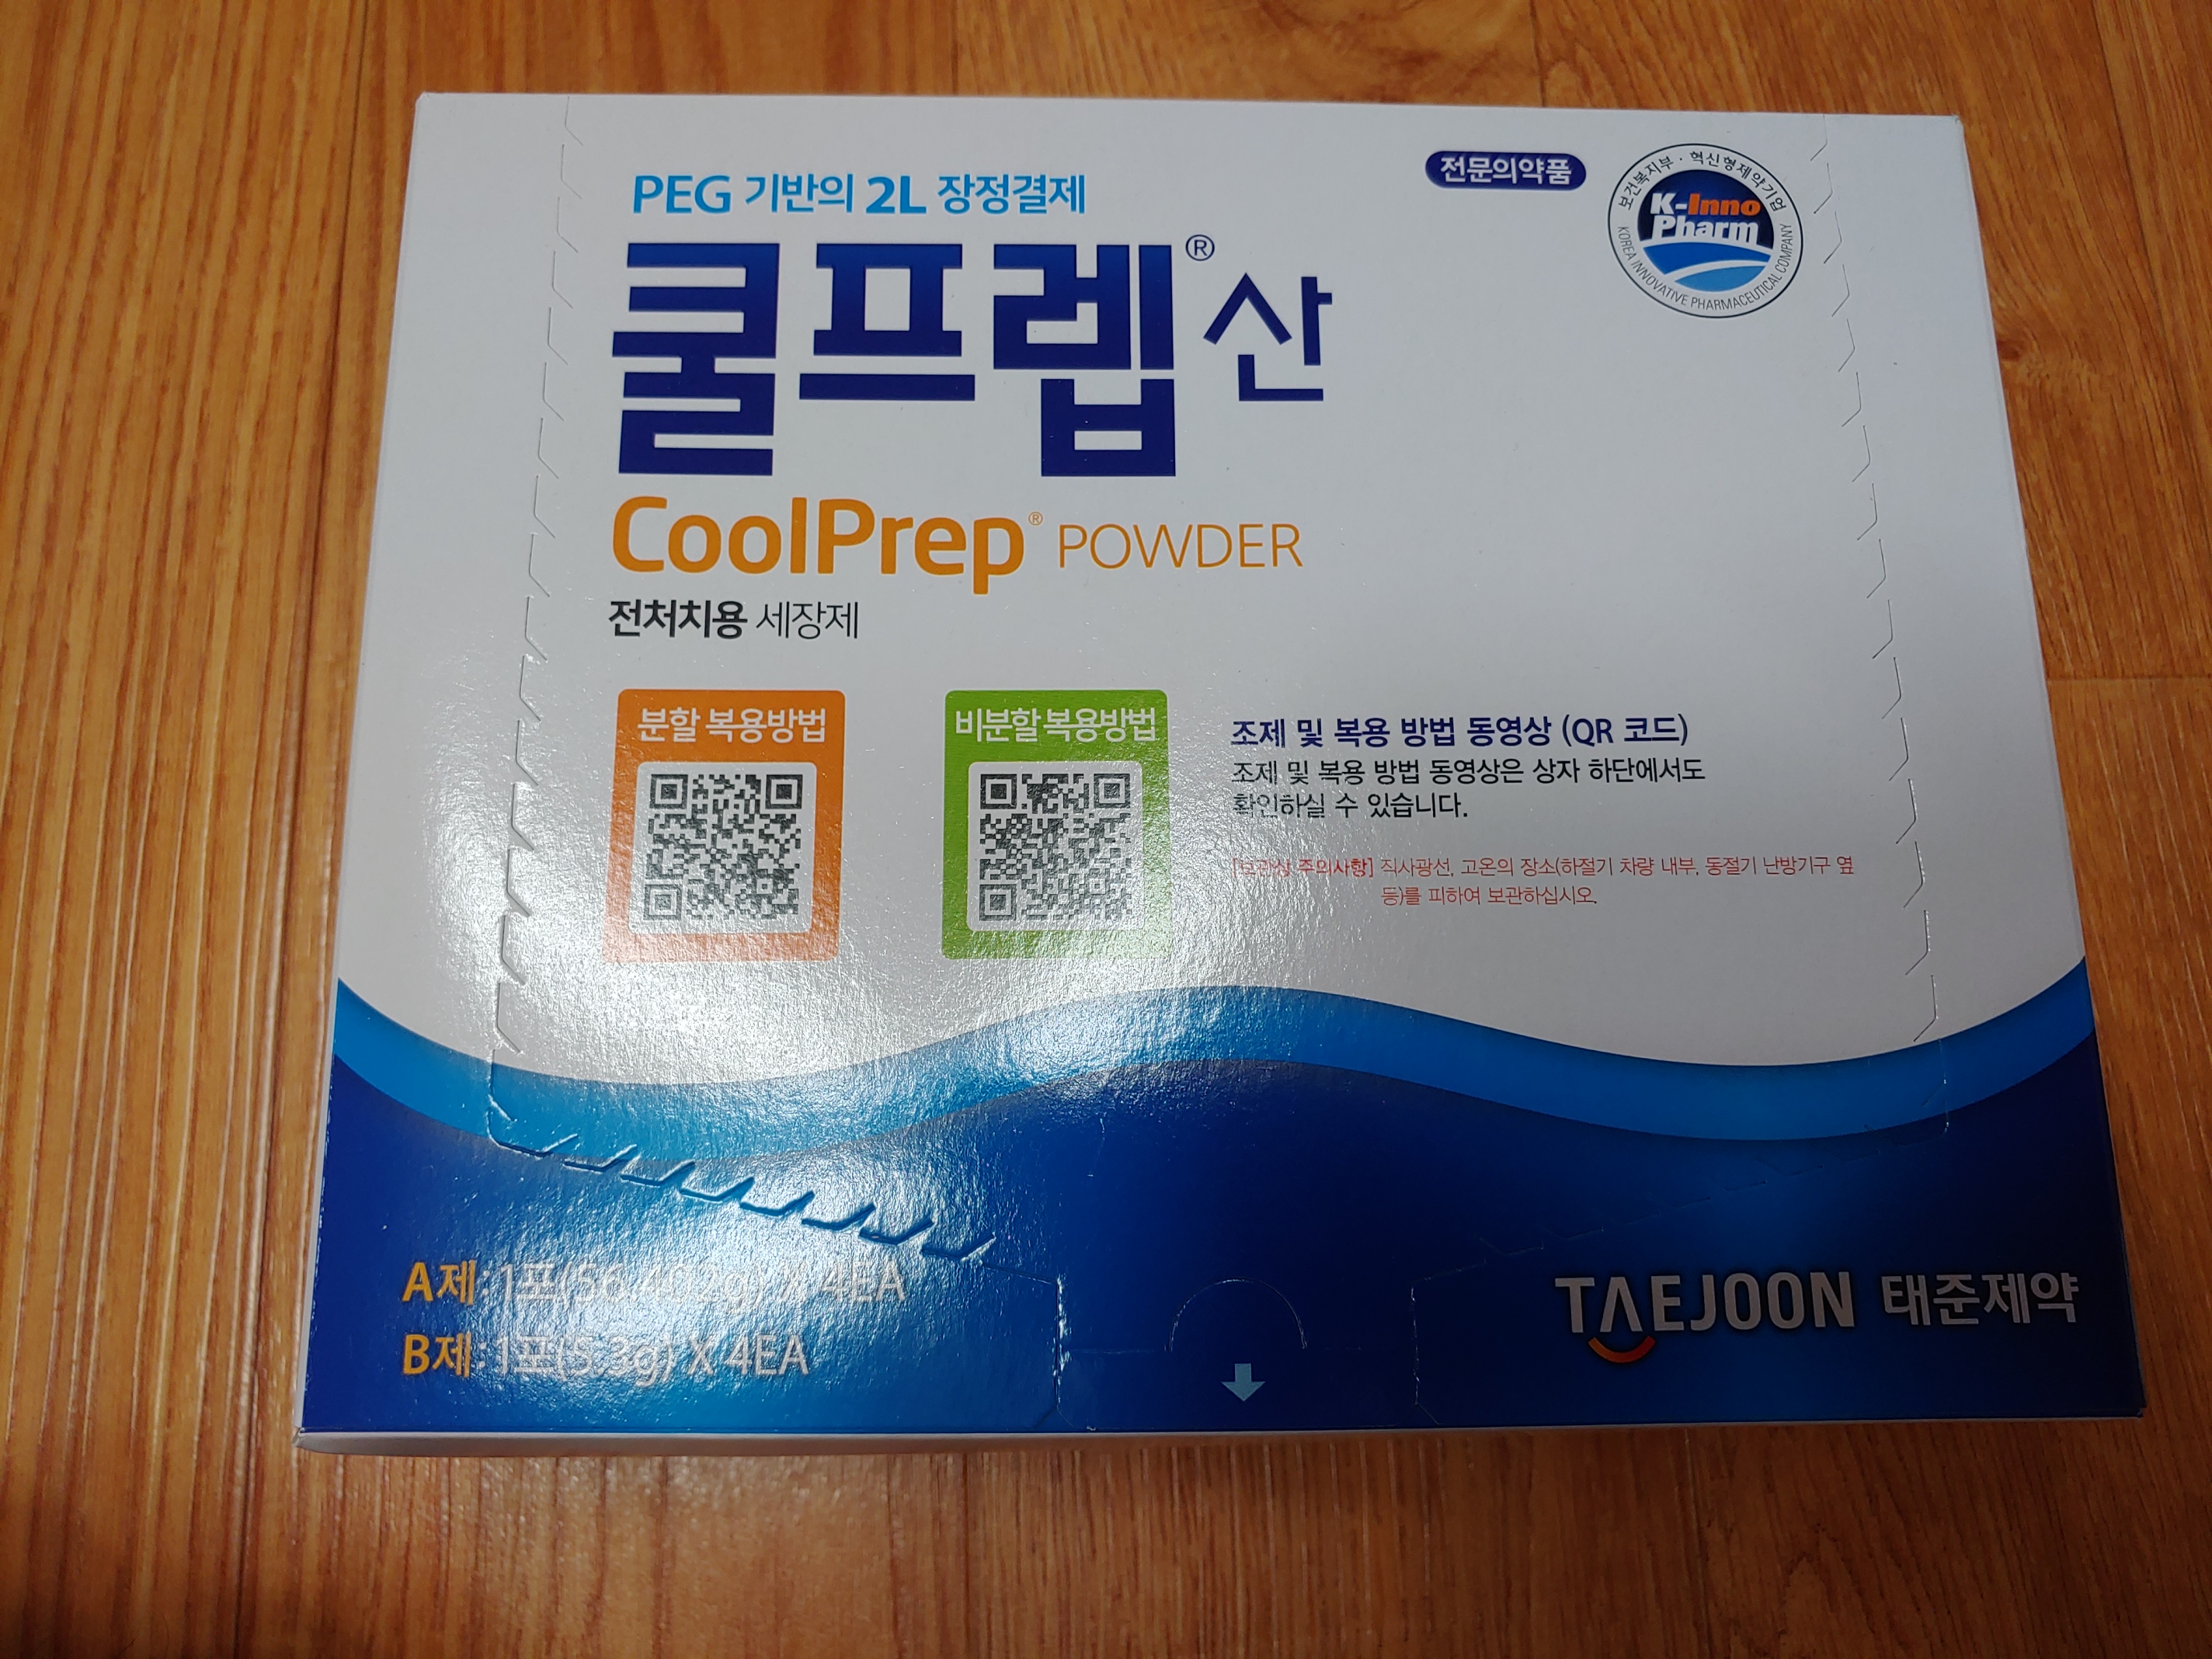 PEG 기반의 2L 장정결제
전문의약품
보건복지부 · 혁신형제약기업
K-Inno
Pharm
KOREA INNOVATIVE PHARMACEUTICAL COMPANY
쿨프렙® 산
CoolPrep® POWDER
전처치용 세장제
분할 복용방법
비분할 복용방법
조제 및 복용 방법 동영상 (QR 코드)
조제 및 복용 방법 동영상은 상자 하단에서도
확인하실 수 있습니다.
[보관상 주의사항] 직사광선, 고온의 장소(하절기 차량 내부, 동절기 난방기구 옆
등)를 피하여 보관하십시오.
A제: 1포(56.402g) X 4EA
B제: 1포(5.3g) X 4EA
TAEJOON 태준제약